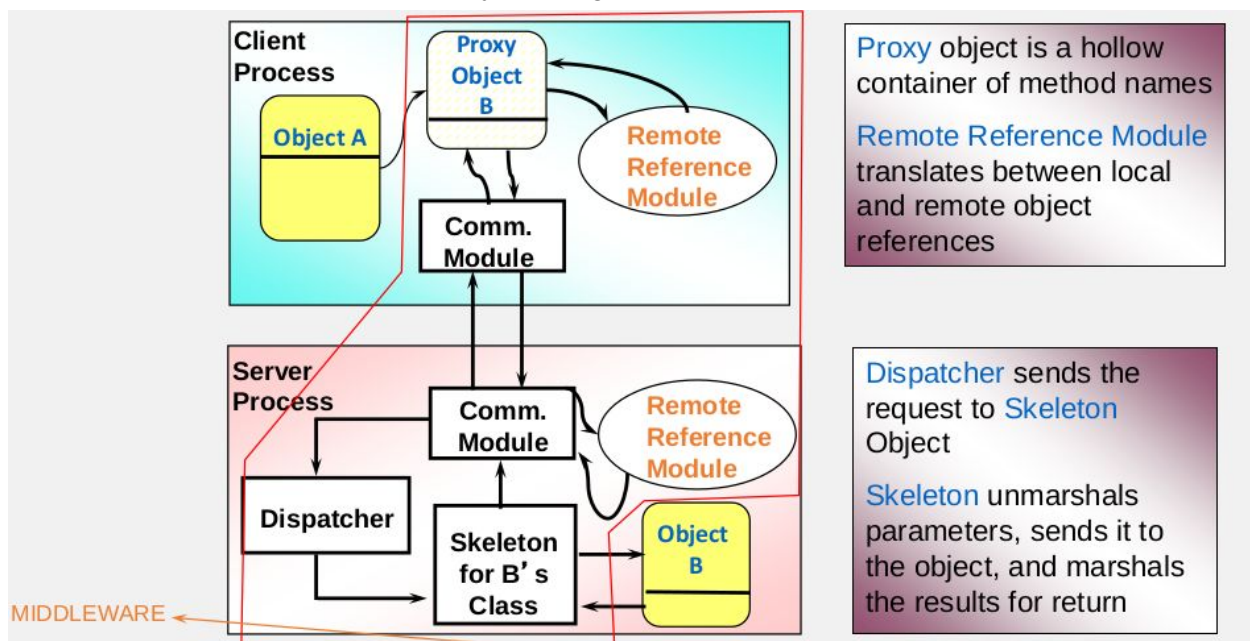 Client
Process
Proxy
Object
B
Object A
Remote
Reference
Module
Comm.
Module
Proxy object is a hollow
container of method names
Remote Reference Module
translates between local
and remote object
references
Server
Process
Comm.
Module
Remote
Reference
Module
Dispatcher
Skeleton
for B's
Class
Object
B
MIDDLEWARE
Dispatcher sends the
request to Skeleton
Object
Skeleton unmarshals
parameters, sends it to
the object, and marshals
the results for return